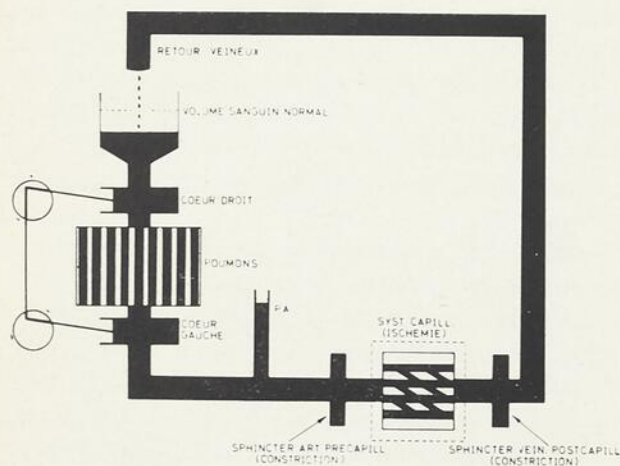 RETOUR VEINEUX
VOLUME SANGUIN NORMAL
COEUR DROIT
POUMONS
COEUR
GAUCHE
P.A.
SYST CAPILL
(ISCHEMIE)
SPHINCTER ART PRECAPILL
(CONSTRICTION)
SPHINCTER VEIN. POSTCAPILL
(CONSTRICTION)